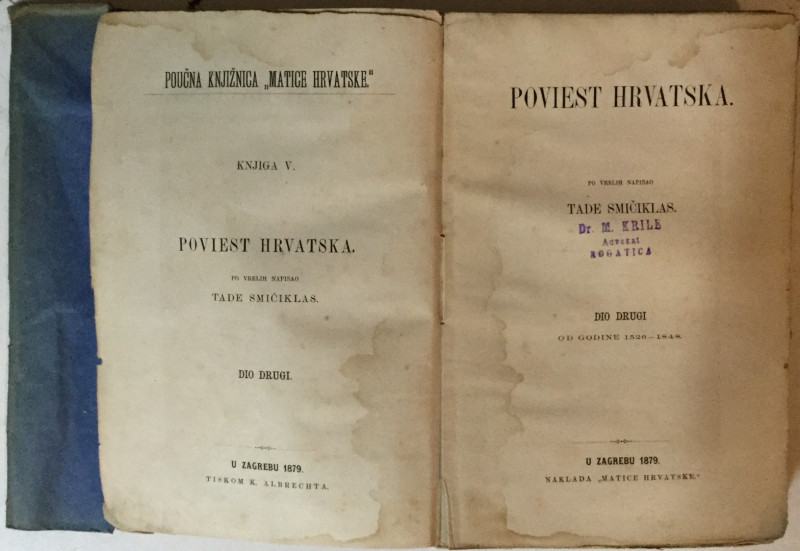 POUČNA KNJIŽNICA „MATICE HRVATSKE.“
KNJIGA V.
POVIEST HRVATSKA.
PO VRELIH NAPISAO
TADE SMIČIKLAS.
DIO DRUGI.
U ZAGREBU 1879.
TISKOM K. ALBRECHTA.
POVIEST HRVATSKA.
PO VRELIH NAPISAO
TADE SMIČIKLAS.
Dr. M. KRILE
Advokat
ROGATICA
DIO DRUGI
OD GODINE 1526–1848.
U ZAGREBU 1879.
NAKLADA „MATICE HRVATSKE.“